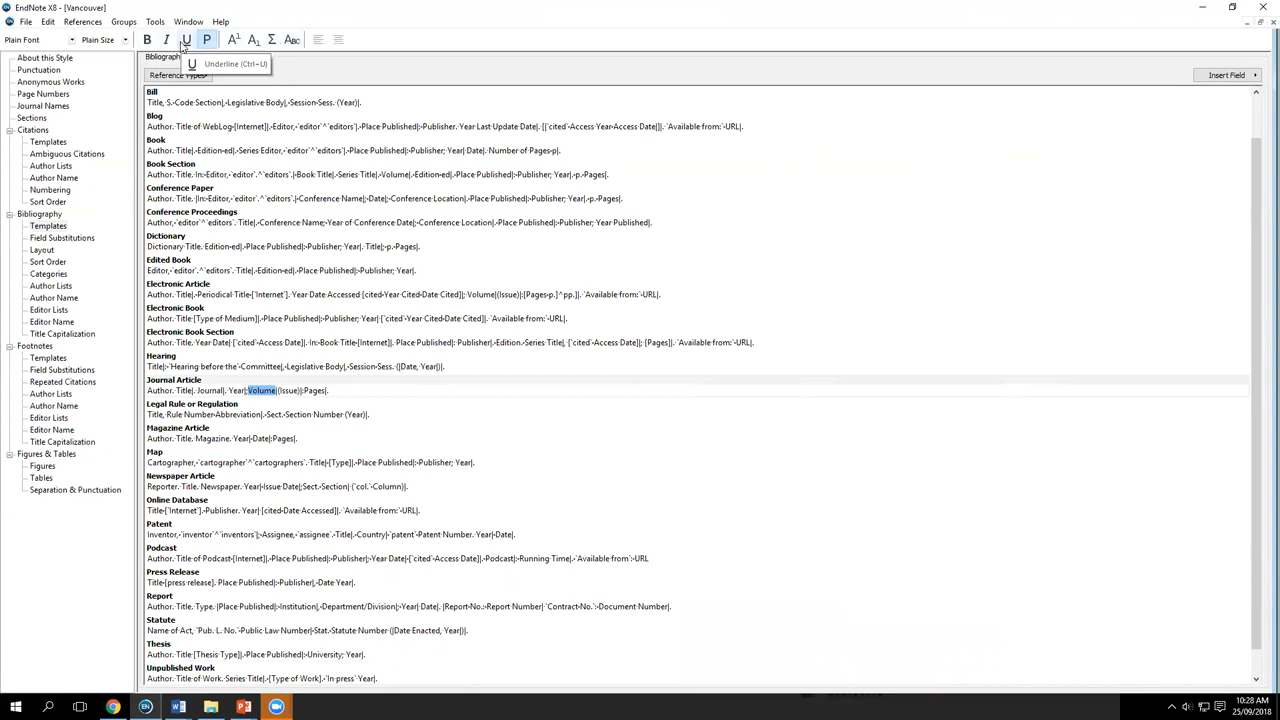 EndNote X8 - [Vancouver]
File Edit References Groups Tools Window Help
Plain Font Plain Size B I U P A¹ A₁ Σ Abc
Bibliograph
U Underline (Ctrl+U)
Reference Types
Insert Field
About this Style
Punctuation
Anonymous Works
Page Numbers
Journal Names
Sections
Citations
Templates
Ambiguous Citations
Author Lists
Author Name
Numbering
Sort Order
Bibliography
Templates
Field Substitutions
Layout
Sort Order
Categories
Author Lists
Author Name
Editor Lists
Editor Name
Title Capitalization
Footnotes
Templates
Field Substitutions
Repeated Citations
Author Lists
Author Name
Editor Lists
Editor Name
Title Capitalization
Figures & Tables
Figures
Tables
Separation & Punctuation
Bill
Title, S.·Code·Section|,·Legislative·Body|,·Session·Sess. (Year)|.
Blog
Author. Title·of·WebLog·[Internet]|,·Editor,·`editor`^`editors`|.·Place·Published|:·Publisher. Year·Last·Update·Date|. {|`cited`·Access·Year·Access·Date|]|. `Available·from:`·URL|.
Book
Author. Title|.·Edition·ed|.·Series·Editor,·`editor`^`editors`|.·Place·Published|:·Publisher; Year|·Date|. Number·of·Pages·p|.
Book Section
Author. Title. In:·Editor,·`editor`.^`editors`.|·Book·Title|.·Series·Title|.·Volume|.·Edition·ed|.·Place·Published|:·Publisher; Year|.·p.·Pages|.
Conference Paper
Author. Title. |In:·Editor,·`editor`.^`editors`.|·Conference·Name|;·Date|;·Conference·Location|.·Place·Published|:·Publisher; Year|.·p.·Pages|.
Conference Proceedings
Author,·`editor`^`editors`. Title|.·Conference·Name;·Year·of·Conference·Date|;·Conference·Location|.·Place·Published|:·Publisher; Year·Published|.
Dictionary
Dictionary·Title. Edition·ed|.·Place·Published|:·Publisher; Year|. Title|;·p.·Pages|.
Edited Book
Editor,·`editor`.^`editors`. Title|.·Edition·ed|.·Place·Published|:·Publisher; Year|.
Electronic Article
Author. Title|.·Periodical·Title·[`Internet`]. Year·Date·Accessed·[cited·Year·Cited·Date·Cited]|; Volume|(Issue)|:[Pages·p.]^pp.]|. `Available·from:`·URL|.
Electronic Book
Author. Title·[Type·of·Medium]|.·Place·Published|:·Publisher; Year|·[`cited`·Year·Cited·Date·Cited]|. `Available·from:`·URL|.
Electronic Book Section
Author. Title. Year·Date|·[`cited`·Access·Date]|. In:·Book·Title·[Internet]|. Place·Published|: Publisher|.·Edition.·Series·Title|, [`cited`·Access·Date]|; [Pages]|. `Available·from:`·URL|.
Hearing
Title|:·`Hearing before the`·Committee|,·Legislative·Body|,·Session·Sess. (|Date, Year)|.
Journal Article
Author. Title|. Journal|. Year|;Volume|(Issue)|:Pages|.
Legal Rule or Regulation
Title, Rule·Number·Abbreviation|.·Sect.·Section·Number (Year)|.
Magazine Article
Author. Title. Magazine. Year|·Date|:Pages|.
Map
Cartographer,·`cartographer`^`cartographers`. Title|·[Type]|.·Place·Published|:·Publisher; Year|.
Newspaper Article
Reporter. Title. Newspaper. Year|·Issue·Date|;Sect.·Section| (`col.`·Column)|.
Online Database
Title·[`Internet`].·Publisher. Year|·[cited·Date·Accessed]|. `Available·from:`·URL|.
Patent
Inventor,·`inventor`^`inventors`|;·Assignee,·`assignee`.·Title|.·Country|·`patent`·Patent·Number. Year|·Date|.
Podcast
Author. Title·of·Podcast·[Internet]|.·Place·Published|:·Publisher|;·Year·Date|·[`cited`·Access·Date]|.·Podcast|:·Running·Time|.·`Available·from`:·URL
Press Release
Title·[press·release]. Place·Published|:·Publisher|,·Date·Year|.
Report
Author. Title. Type. |Place·Published|:·Institution|,·Department/Division|;·Year|·Date|. |Report·No.:·Report·Number|·`Contract·No.`:·Document·Number|.
Statute
Name·of·Act, `Pub. L. No.`·Public·Law·Number|·Stat.·Statute·Number (|Date·Enacted, Year|)|.
Thesis
Author. Title·[Thesis·Type]|.·Place·Published|:·University; Year|.
Unpublished Work
Author. Title·of·Work. Series·Title|.·[Type·of·Work].·`In press` Year|.
10:28 AM
25/09/2018